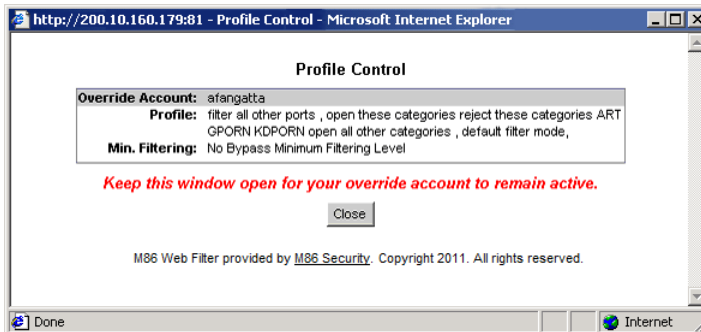 http://200.10.160.179:81 - Profile Control - Microsoft Internet Explorer
Profile Control
Override Account: afangatta
Profile: filter all other ports , open these categories reject these categories ART
GPORN KDPORN open all other categories , default filter mode,
Min. Filtering: No Bypass Minimum Filtering Level
Keep this window open for your override account to remain active.
Close
M86 Web Filter provided by M86 Security. Copyright 2011. All rights reserved.
Done Internet